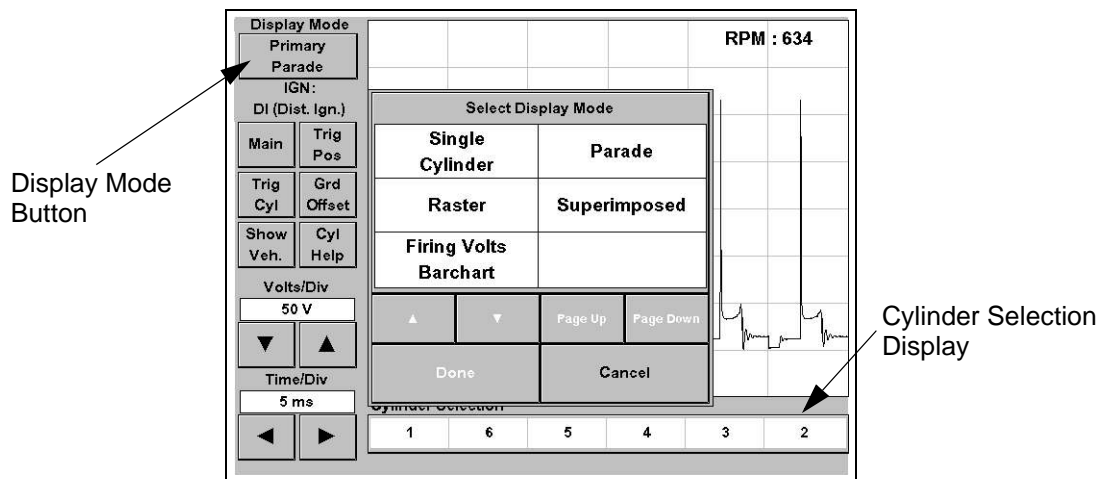 Display Mode
Primary
Parade
IGN:
DI (Dist. Ign.)
Main
Trig
Pos
Trig
Cyl
Grd
Offset
Show
Veh.
Cyl
Help
Volts/Div
50 V
Time/Div
5 ms
RPM : 634
Select Display Mode
Single
Cylinder
Parade
Raster
Superimposed
Firing Volts
Barchart
Page Up
Page Down
Done
Cancel
Cylinder Selection
1 6 5 4 3 2
Display Mode
Button
Cylinder Selection
Display